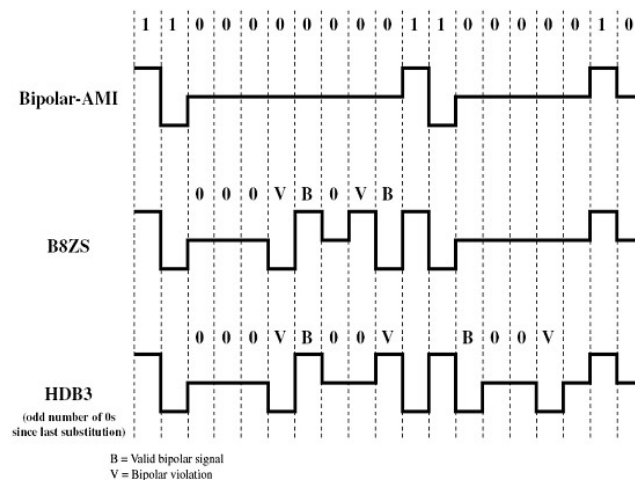 1 1 0 0 0 0 0 0 0 0 1 1 0 0 0 0 0 1 0
Bipolar-AMI
0 0 0 V B 0 V B
B8ZS
0 0 0 V B 0 0 V B 0 0 V
HDB3
(odd number of 0s
since last substitution)
B = Valid bipolar signal
V = Bipolar violation